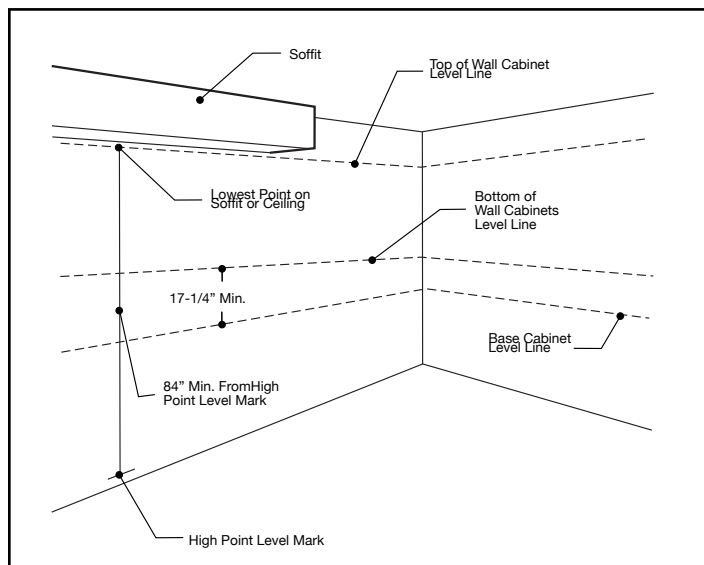 Soffit
Top of Wall Cabinet
Level Line
Lowest Point on
Soffit or Ceiling
Bottom of
Wall Cabinets
Level Line
17-1/4” Min.
Base Cabinet
Level Line
84” Min. FromHigh
Point Level Mark
High Point Level Mark